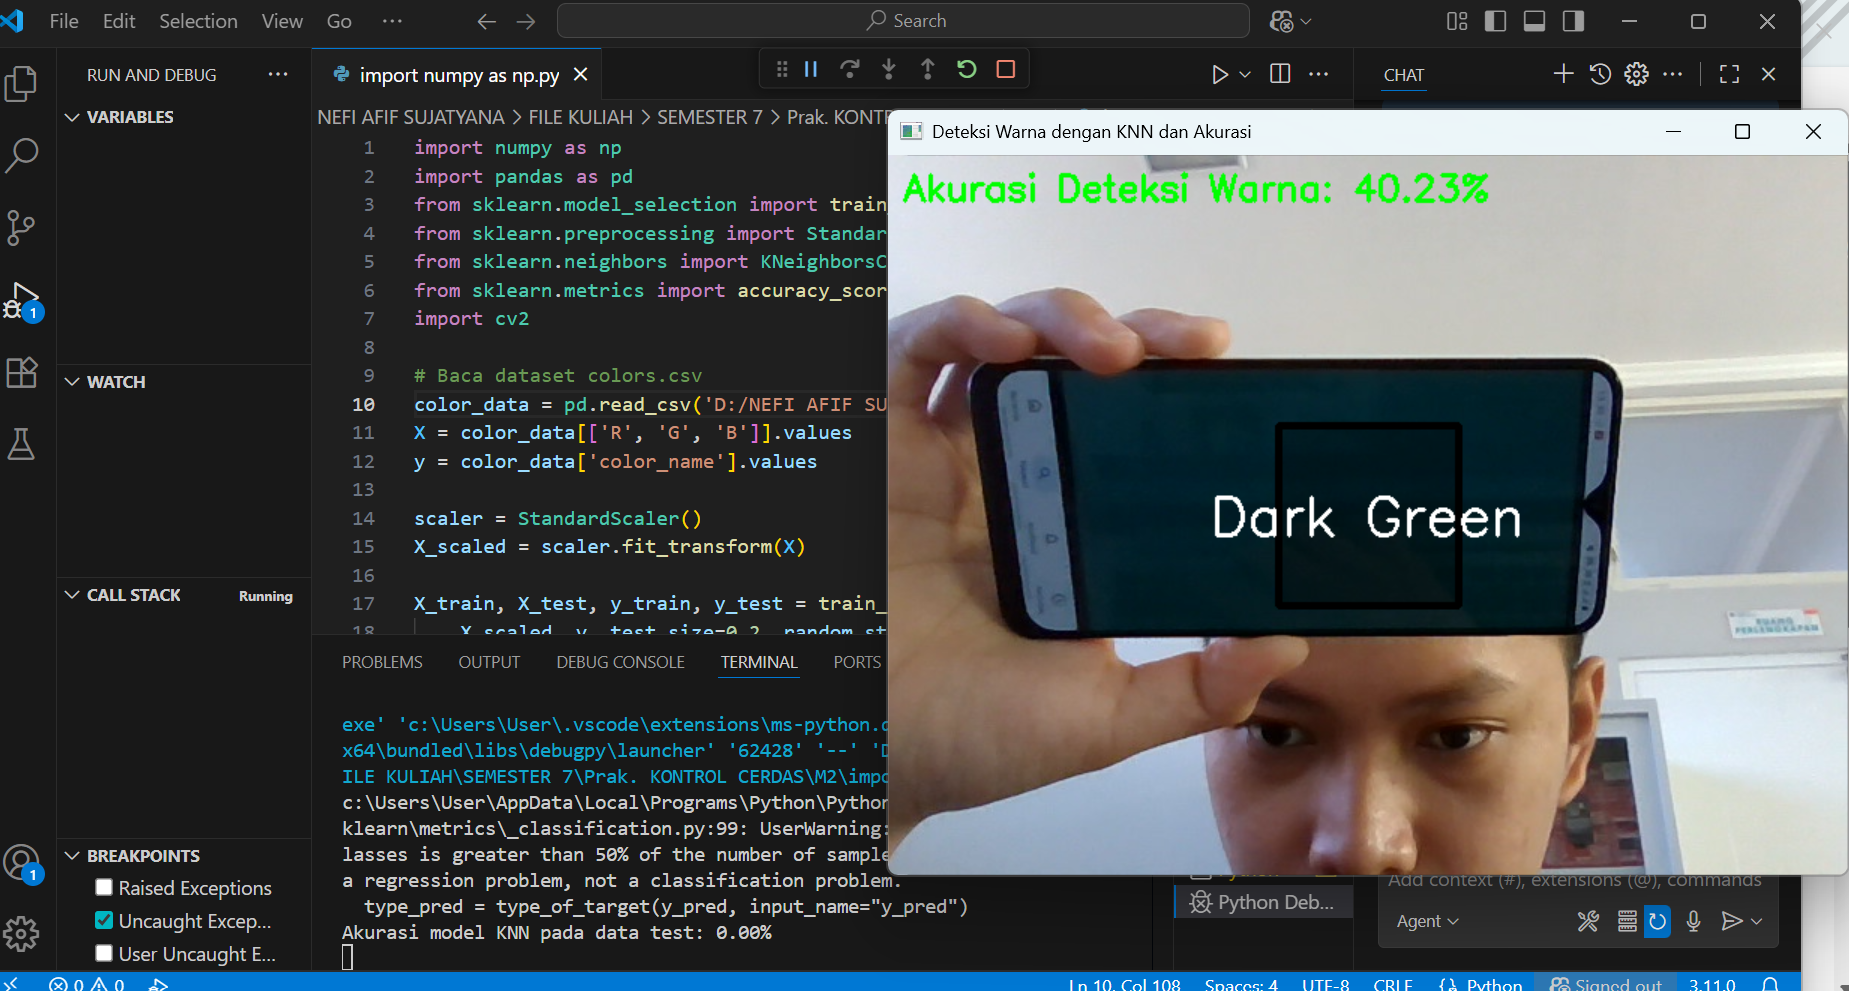 File Edit Selection View Go ··· Search
RUN AND DEBUG ···
VARIABLES
WATCH
CALL STACK Running
BREAKPOINTS
Raised Exceptions
Uncaught Excep...
User Uncaught E...
1
1
import numpy as np.py
NEFI AFIF SUJATYANA > FILE KULIAH > SEMESTER 7 > Prak. KONT
1 import numpy as np
2 import pandas as pd
3 from sklearn.model_selection import train
4 from sklearn.preprocessing import Standar
5 from sklearn.neighbors import KNeighborsC
6 from sklearn.metrics import accuracy_scor
7 import cv2
8
9 # Baca dataset colors.csv
10 color_data = pd.read_csv('D:/NEFI AFIF SU
11 X = color_data[['R', 'G', 'B']].values
12 y = color_data['color_name'].values
13
14 scaler = StandardScaler()
15 X_scaled = scaler.fit_transform(X)
16
17 X_train, X_test, y_train, y_test = train_
18 X_scaled, y, test_size=0.2, random_st
PROBLEMS OUTPUT DEBUG CONSOLE TERMINAL PORTS
exe' 'c:\Users\User\.vscode\extensions\ms-python.d
x64\bundled\libs\debugpy\launcher' '62428' '--' 'D
ILE KULIAH\SEMESTER 7\Prak. KONTROL CERDAS\M2\impo
c:\Users\User\AppData\Local\Programs\Python\Python
klearn\metrics\_classification.py:99: UserWarning:
lasses is greater than 50% of the number of sample
a regression problem, not a classification problem.
type_pred = type_of_target(y_pred, input_name="y_pred")
Akurasi model KNN pada data test: 0.00%
CHAT
Deteksi Warna dengan KNN dan Akurasi
Akurasi Deteksi Warna: 40.23%
Dark Green
RUANG
PERLENGKAPAN
Python Deb...
Add context (#), extensions (@), commands
Agent
0 0 Ln 10, Col 108 Spaces: 4 UTF-8 CRLF {} Python Signed out 3.11.0